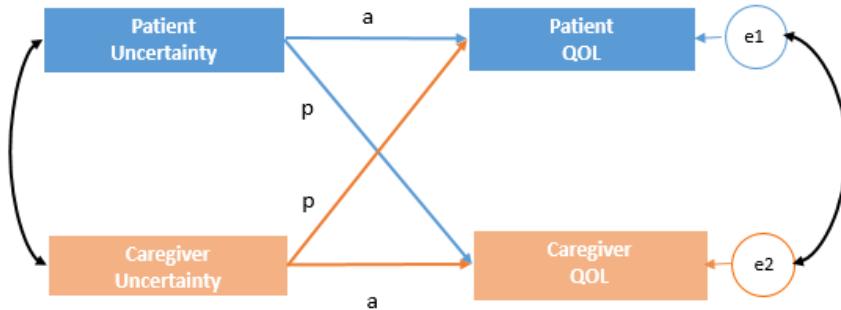 a
Patient
Uncertainty
Patient
QOL
e1
p
p
Caregiver
Uncertainty
Caregiver
QOL
e2
a